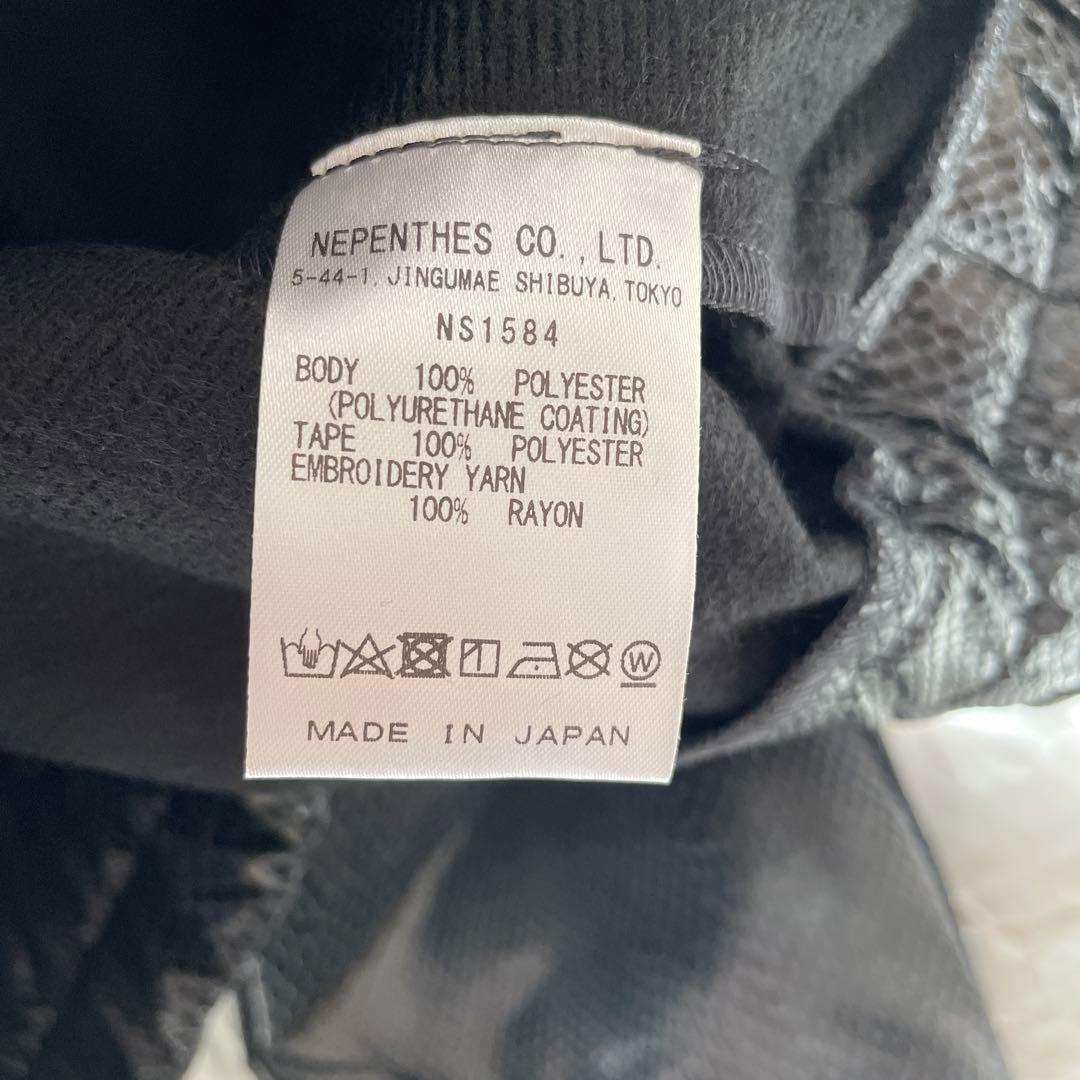 NEPENTHES CO., LTD.
5-44-1, JINGUMAE SHIBUYA, TOKYO
NS1584
BODY 100% POLYESTER
(POLYURETHANE COATING)
TAPE 100% POLYESTER
EMBROIDERY YARN
100% RAYON
W
MADE IN JAPAN